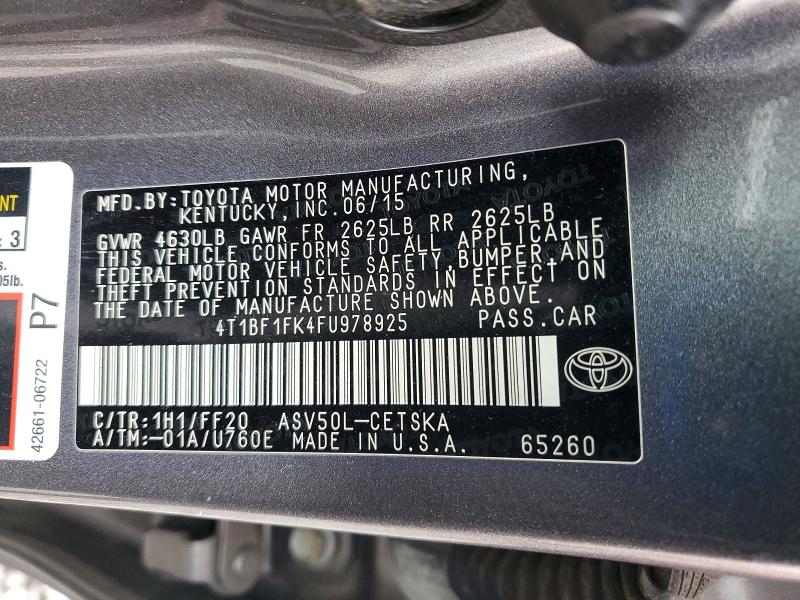 MFD.BY:TOYOTA MOTOR MANUFACTURING,
KENTUCKY,INC.06/15
GVWR 4630LB GAWR FR 2625LB RR 2625LB
THIS VEHICLE CONFORMS TO ALL APPLICABLE
FEDERAL MOTOR VEHICLE SAFETY,BUMPER,AND
THEFT PREVENTION STANDARDS IN EFFECT ON
THE DATE OF MANUFACTURE SHOWN ABOVE.
4T1BF1FK4FU978925 PASS.CAR
C/TR:1H1/FF20 ASV50L-CETSKA
A/TM:-01A/U760E MADE IN U.S.A. 65260
3
P7
42661-06722